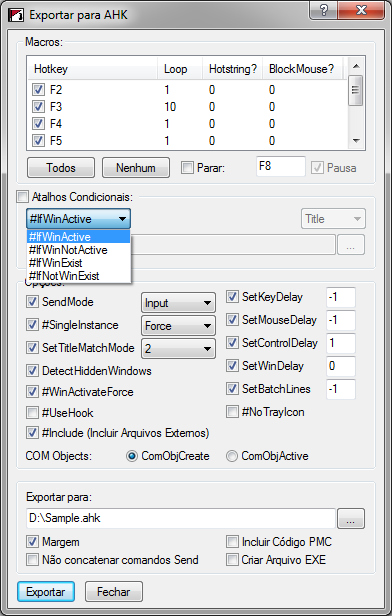 Exportar para AHK
?
X
Macros:
Hotkey Loop Hotstring? BlockMouse?
F2 1 0 0
F3 10 0 0
F4 1 0 0
F5 1 0 0
Todos Nenhum Parar: F8 Pausa
Atalhos Condicionais:
#IfWinActive Title
#IfWinActive
#IfWinNotActive ...
#IfWinExist
#IfNotWinExist
Opções:
SendMode Input SetKeyDelay -1
#SingleInstance Force SetMouseDelay -1
SetTitleMatchMode 2 SetControlDelay 1
DetectHiddenWindows SetWinDelay 0
#WinActivateForce SetBatchLines -1
#UseHook #NoTrayIcon
#Include (Incluir Arquivos Externos)
COM Objects: ComObjCreate ComObjActive
Exportar para:
D:\Sample.ahk ...
Margem Incluir Código PMC
Não concatenar comandos Send Criar Arquivo EXE
Exportar Fechar